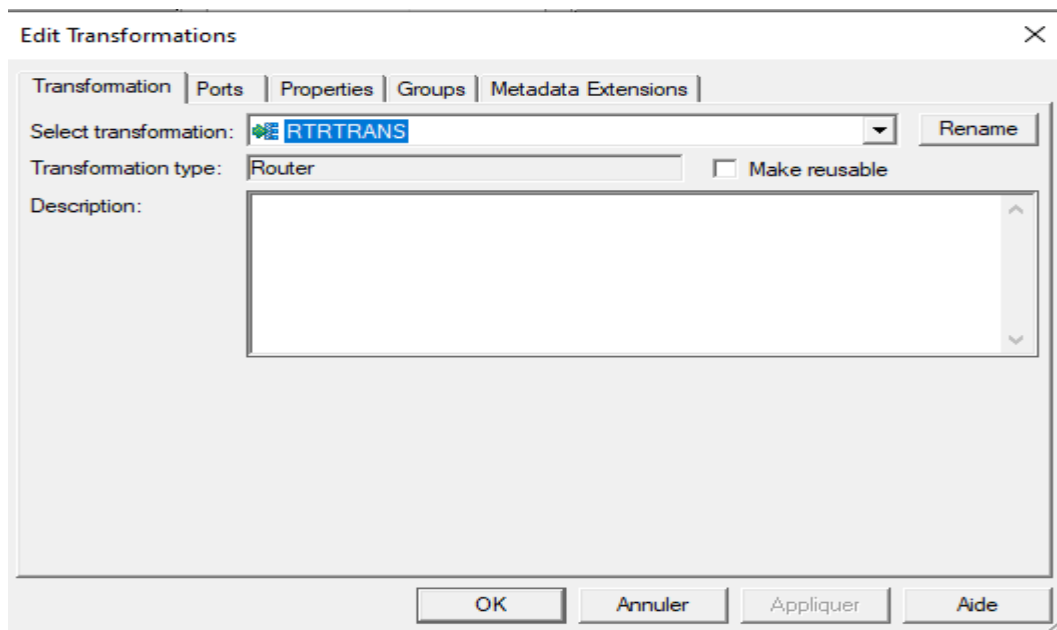 Edit Transformations
Transformation Ports Properties Groups Metadata Extensions
Select transformation: RTRTRANS Rename
Transformation type: Router Make reusable
Description:
OK Annuler Appliquer Aide